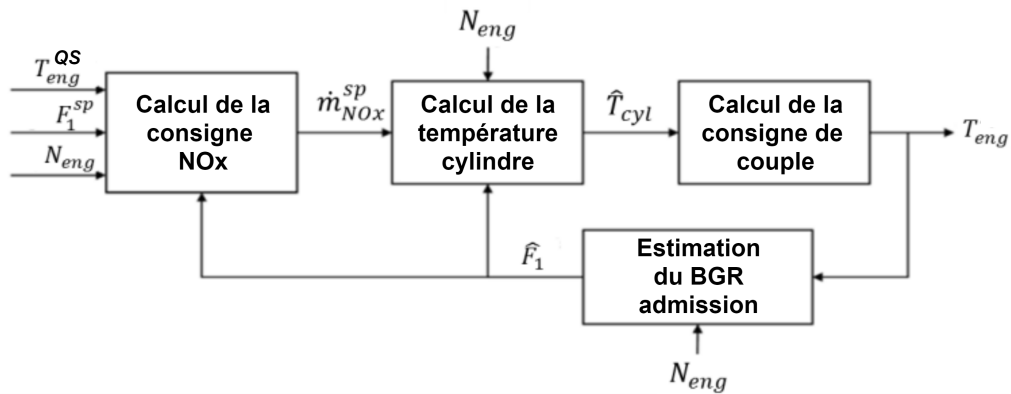 N_eng
T_eng^QS
F_1^sp
N_eng
Calcul de la
consigne
NOx
ṁ_NOx^sp
Calcul de la
température
cylindre
T̂_cyl
Calcul de la
consigne de
couple
T_eng
F̂_1
Estimation
du BGR
admission
N_eng